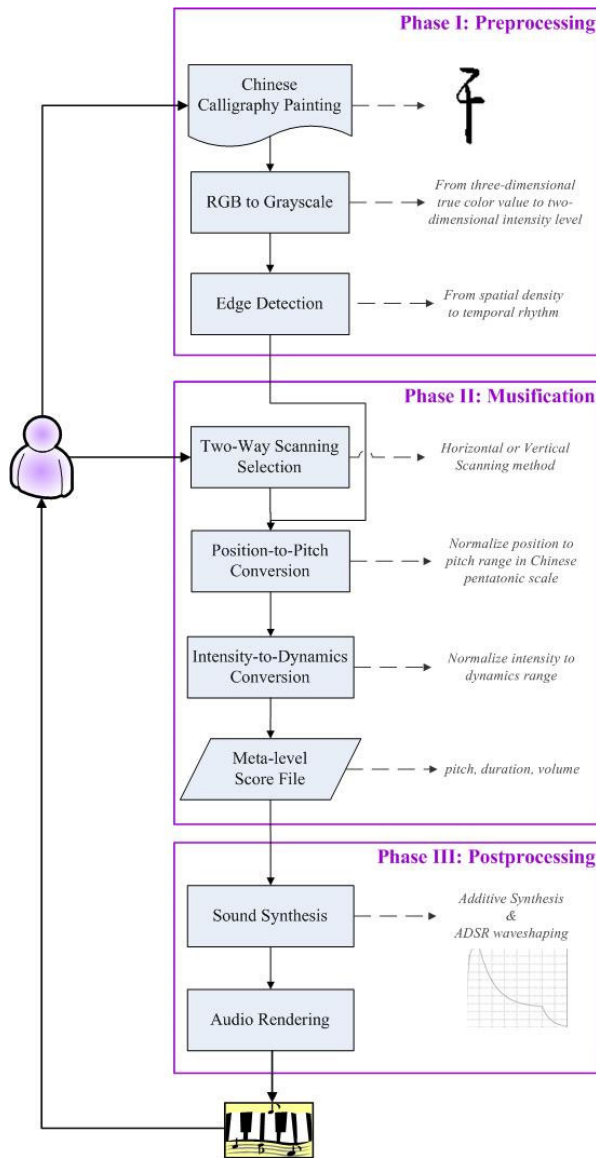 Phase I: Preprocessing
Chinese
Calligraphy Painting
RGB to Grayscale
From three-dimensional
true color value to two-
dimensional intensity level
Edge Detection
From spatial density
to temporal rhythm
Phase II: Musification
Two-Way Scanning
Selection
Horizontal or Vertical
Scanning method
Position-to-Pitch
Conversion
Normalize position to
pitch range in Chinese
pentatonic scale
Intensity-to-Dynamics
Conversion
Normalize intensity to
dynamics range
Meta-level
Score File
pitch, duration, volume
Phase III: Postprocessing
Sound Synthesis
Additive Synthesis
&
ADSR waveshaping
Audio Rendering